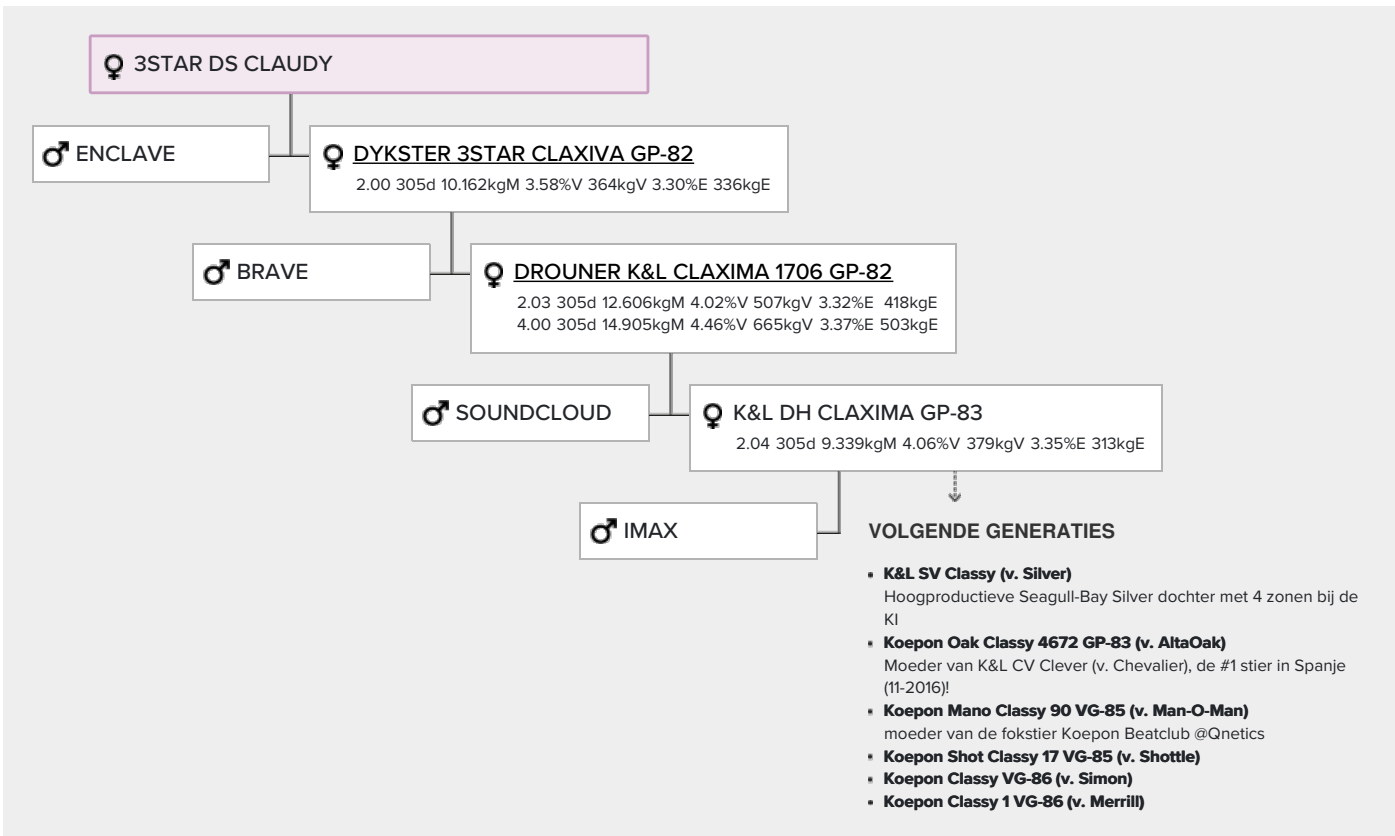 3STAR DS CLAUDY
ENCLAVE
DYKSTER 3STAR CLAXIVA GP-82
2.00 305d 10.162kgM 3.58%V 364kgV 3.30%E 336kgE
BRAVE
DROUNER K&L CLAXIMA 1706 GP-82
2.03 305d 12.606kgM 4.02%V 507kgV 3.32%E 418kgE
4.00 305d 14.905kgM 4.46%V 665kgV 3.37%E 503kgE
SOUNDCLOUD
K&L DH CLAXIMA GP-83
2.04 305d 9.339kgM 4.06%V 379kgV 3.35%E 313kgE
IMAX
VOLGENDE GENERATIES
K&L SV Classy (v. Silver)
Hoogproductieve Seagull-Bay Silver dochter met 4 zonen bij de
KI
Koepon Oak Classy 4672 GP-83 (v. AltaOak)
Moeder van K&L CV Clever (v. Chevalier), de #1 stier in Spanje
(11-2016)!
Koepon Mano Classy 90 VG-85 (v. Man-O-Man)
moeder van de fokstier Koepon Beatclub @Qnetics
Koepon Shot Classy 17 VG-85 (v. Shottle)
Koepon Classy VG-86 (v. Simon)
Koepon Classy 1 VG-86 (v. Merrill)